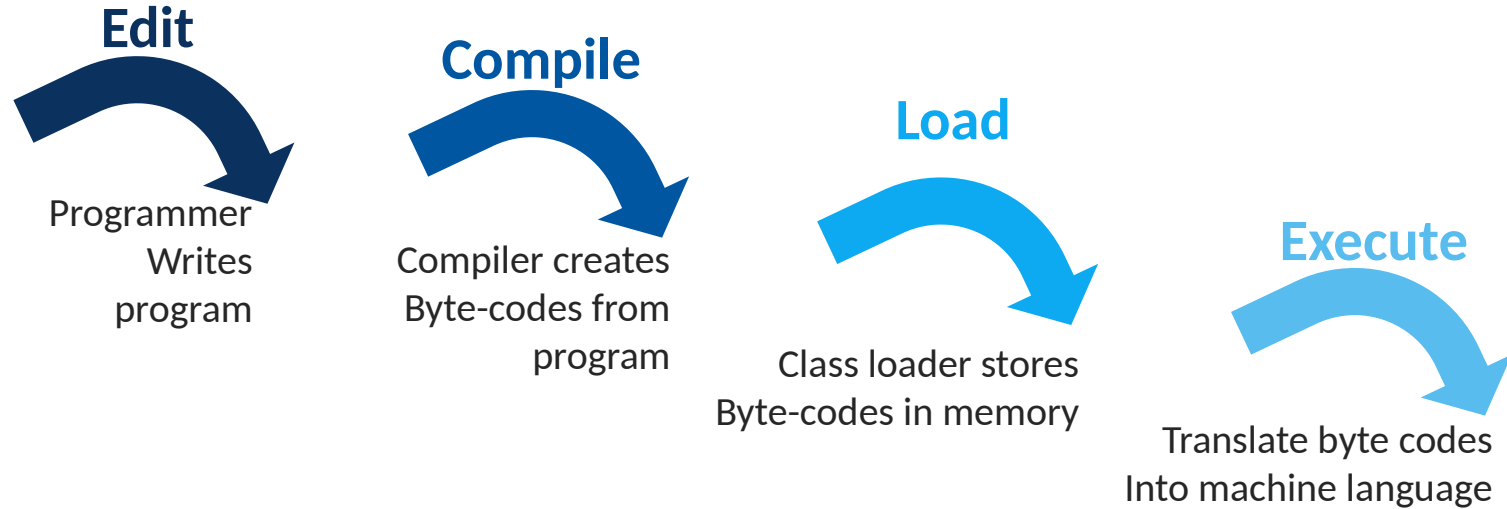 Edit
Programmer
Writes
program
Compile
Compiler creates
Byte-codes from
program
Load
Class loader stores
Byte-codes in memory
Execute
Translate byte codes
Into machine language